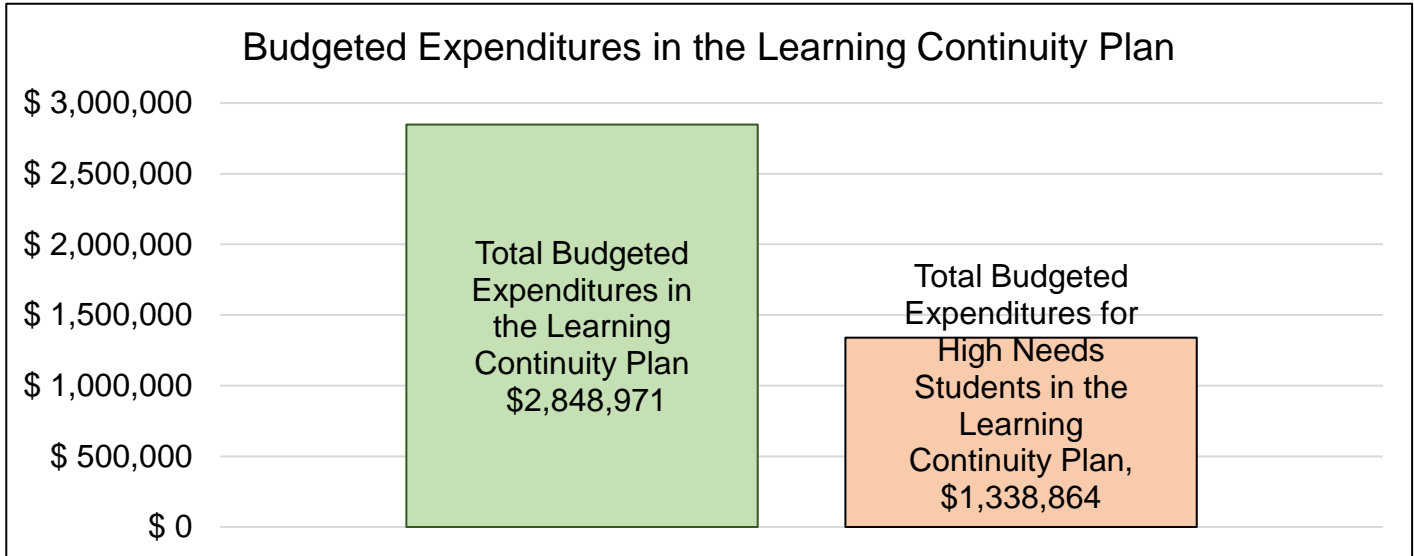 Budgeted Expenditures in the Learning Continuity Plan
$ 3,000,000
$ 2,500,000
$ 2,000,000
$ 1,500,000
$ 1,000,000
$ 500,000
$ 0
Total Budgeted
Expenditures in
the Learning
Continuity Plan
$2,848,971
Total Budgeted
Expenditures for
High Needs
Students in the
Learning
Continuity Plan,
$1,338,864